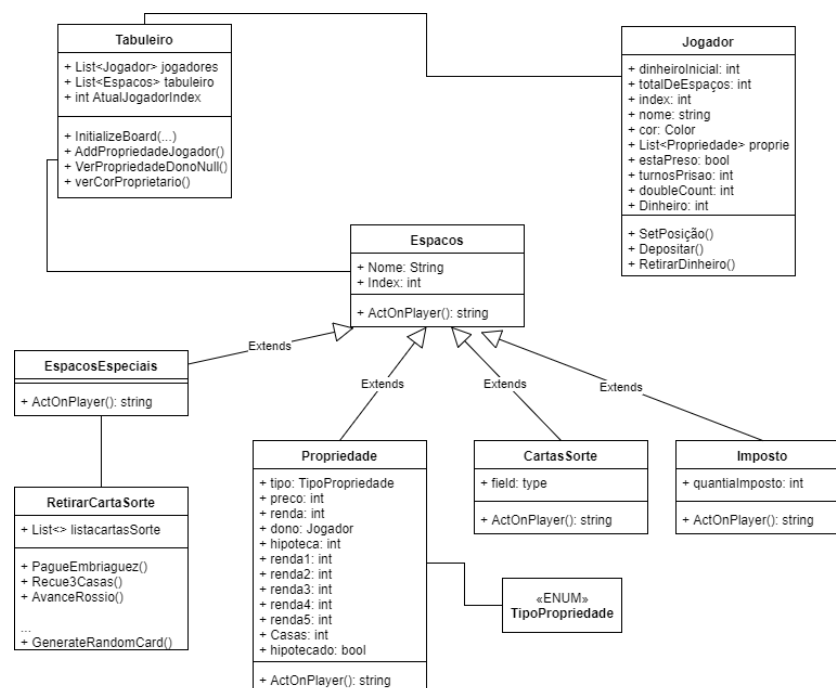 Tabuleiro
+ List<Jogador> jogadores
+ List<Espacos> tabuleiro
+ int AtualJogadorIndex
+ InitializeBoard(...)
+ AddPropriedadeJogador()
+ VerPropriedadeDonoNull()
+ verCorProprietario()
Jogador
+ dinheiroInicial: int
+ totalDeEspaços: int
+ index: int
+ nome: string
+ cor: Color
+ List<Propriedade> proprie
+ estaPreso: bool
+ turnosPrisao: int
+ doubleCount: int
+ Dinheiro: int
+ SetPosição()
+ Depositar()
+ RetirarDinheiro()
Espacos
+ Nome: String
+ Index: int
+ ActOnPlayer(): string
Extends
Extends
Extends
Extends
EspacosEspeciais
+ ActOnPlayer(): string
RetirarCartaSorte
+ List<> listacartasSorte
+ PagueEmbriaguez()
+ Recue3Casas()
+ AvanceRossio()
...
+ GenerateRandomCard()
Propriedade
+ tipo: TipoPropriedade
+ preco: int
+ renda: int
+ dono: Jogador
+ hipoteca: int
+ renda1: int
+ renda2: int
+ renda3: int
+ renda4: int
+ renda5: int
+ Casas: int
+ hipotecado: bool
+ ActOnPlayer(): string
CartasSorte
+ field: type
+ ActOnPlayer(): string
Imposto
+ quantiaImposto: int
+ ActOnPlayer(): string
«ENUM»
TipoPropriedade